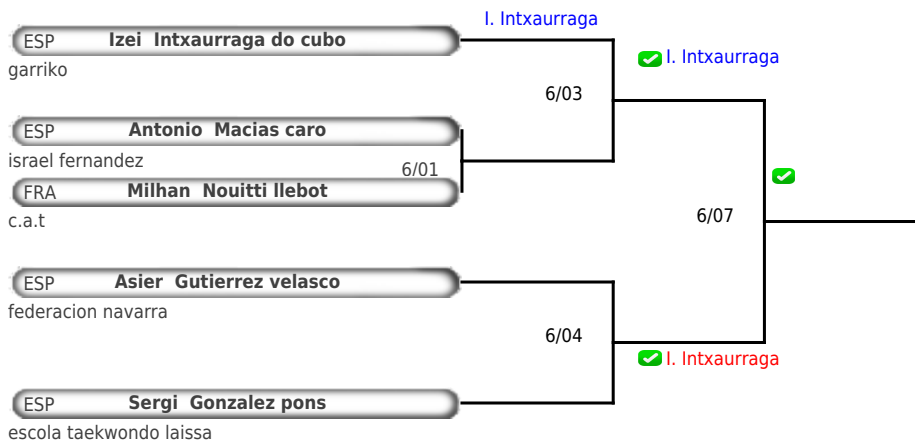 I. Intxaurraga
ESP Izei Intxaurraga do cubo
garriko
I. Intxaurraga
6/03
ESP Antonio Macias caro
israel fernandez
6/01
FRA Milhan Nouitti llebot
c.a.t
6/07
ESP Asier Gutierrez velasco
federacion navarra
6/04
I. Intxaurraga
ESP Sergi Gonzalez pons
escola taekwondo laissa